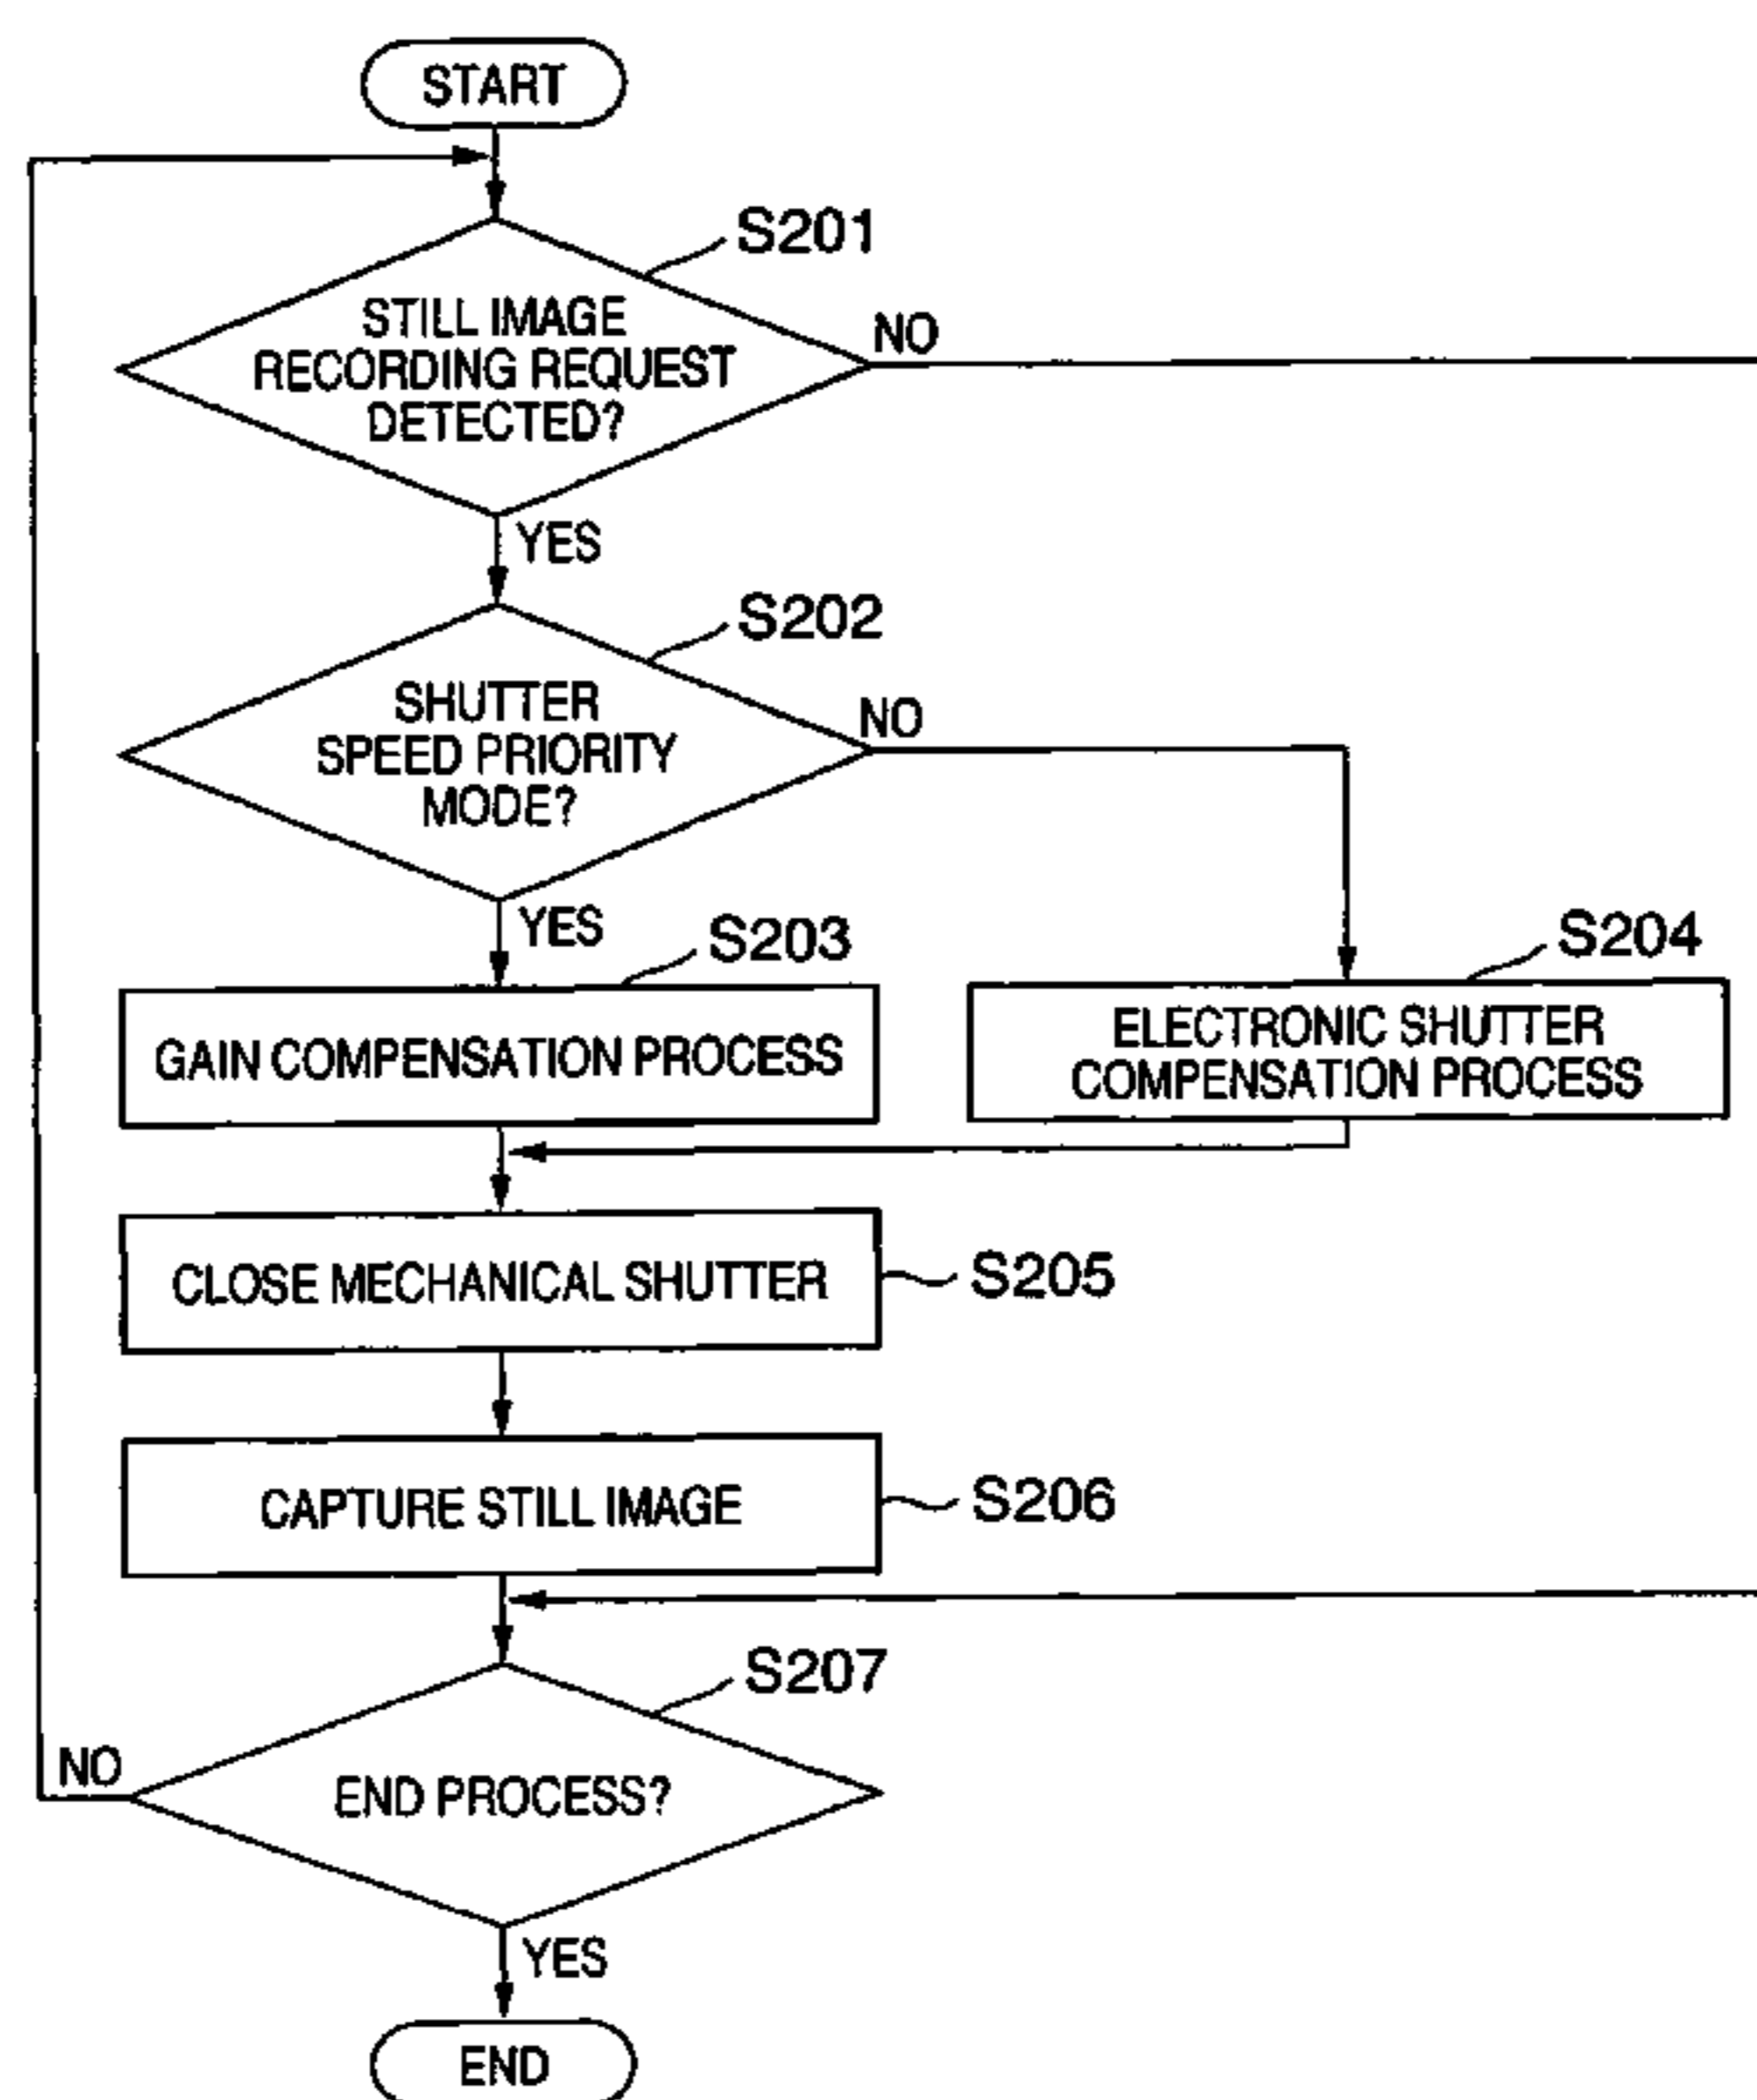 START
S201
STILL IMAGE
RECORDING REQUEST
DETECTED?
NO
YES
S202
SHUTTER
SPEED PRIORITY
MODE?
NO
YES
S203
GAIN COMPENSATION PROCESS
S204
ELECTRONIC SHUTTER
COMPENSATION PROCESS
CLOSE MECHANICAL SHUTTER
S205
CAPTURE STILL IMAGE
S206
S207
END PROCESS?
NO
YES
END